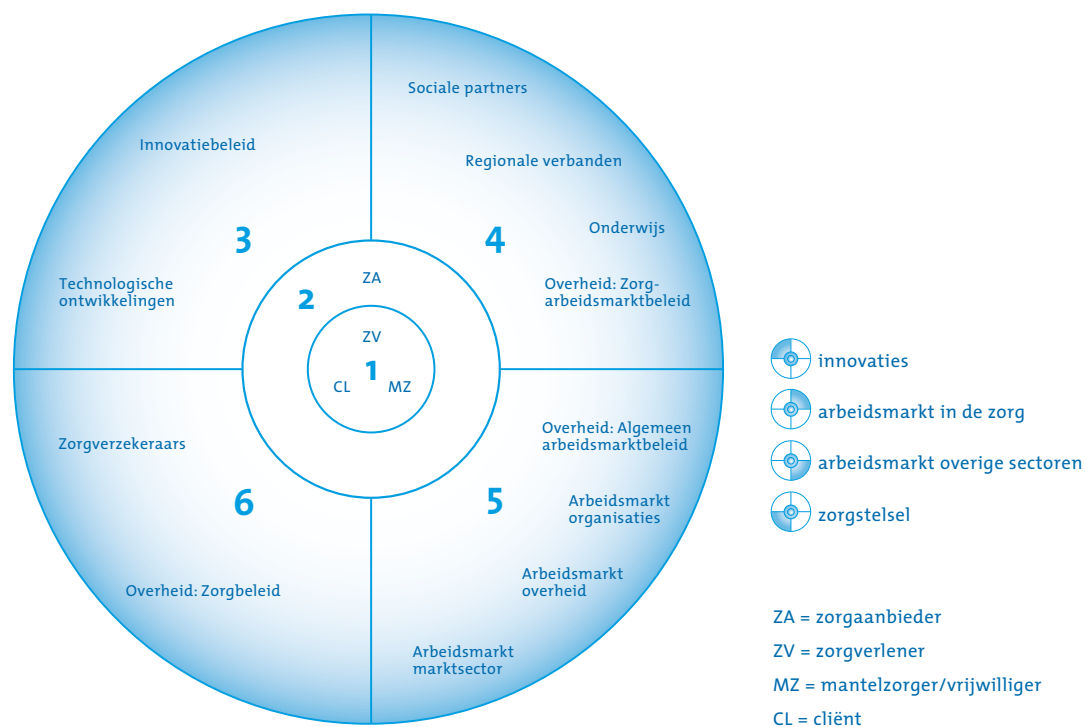 Sociale partners
Innovatiebeleid
Regionale verbanden
Onderwijs
3
4
Technologische
ontwikkelingen
ZA
2
Overheid: Zorg-
arbeidsmarktbeleid
ZV
1
CL
MZ
Zorgverzekeraars
Overheid: Algemeen
arbeidsmarktbeleid
6
5
Arbeidsmarkt
organisaties
Overheid: Zorgbeleid
Arbeidsmarkt
overheid
Arbeidsmarkt
marktsector
innovaties
arbeidsmarkt in de zorg
arbeidsmarkt overige sectoren
zorgstelsel
ZA = zorgaanbieder
ZV = zorgverlener
MZ = mantelzorger/vrijwilliger
CL = cliënt